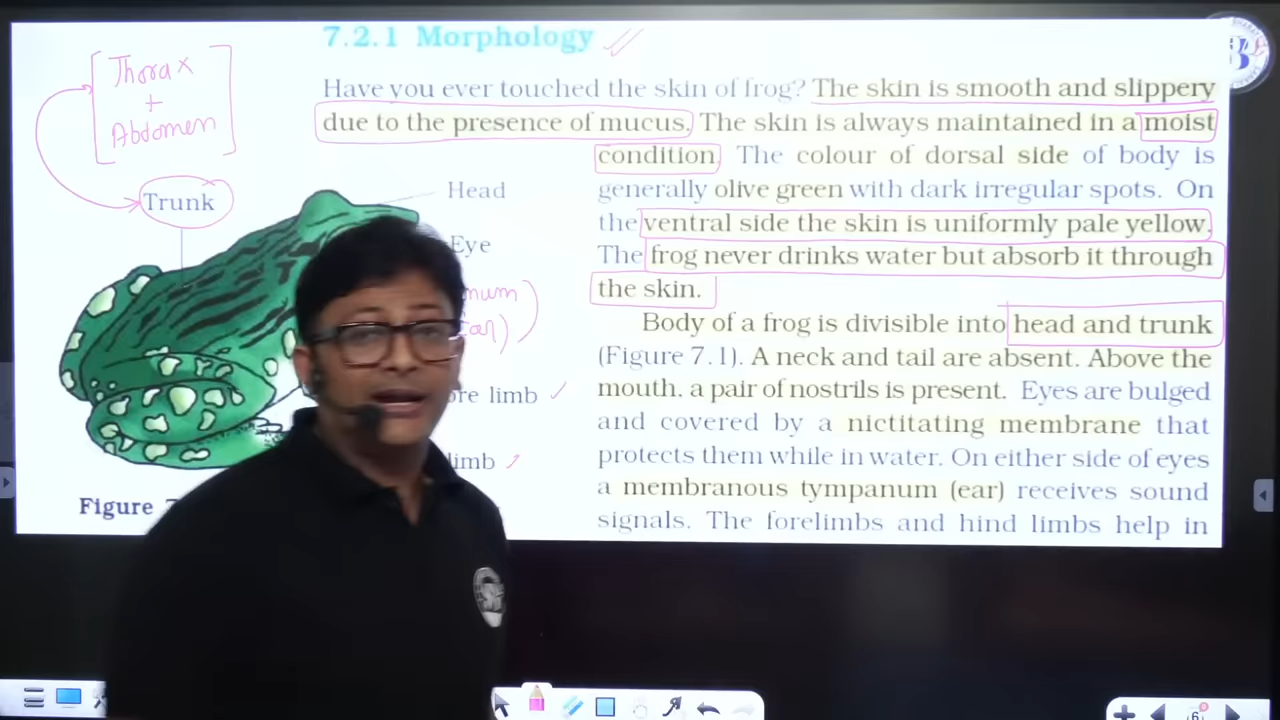 7.2.1 Morphology
Thorax
+
Abdomen
Have you ever touched the skin of frog? The skin is smooth and slippery
due to the presence of mucus. The skin is always maintained in a moist
condition. The colour of dorsal side of body is
generally olive green with dark irregular spots. On
the ventral side the skin is uniformly pale yellow.
The frog never drinks water but absorb it through
the skin.
Body of a frog is divisible into head and trunk
(Figure 7.1). A neck and tail are absent. Above the
mouth, a pair of nostrils is present. Eyes are bulged
and covered by a nictitating membrane that
protects them while in water. On either side of eyes
a membranous tympanum (ear) receives sound
signals. The forelimbs and hind limbs help in
Trunk
Head
Eye
limb
limb
Figure
6